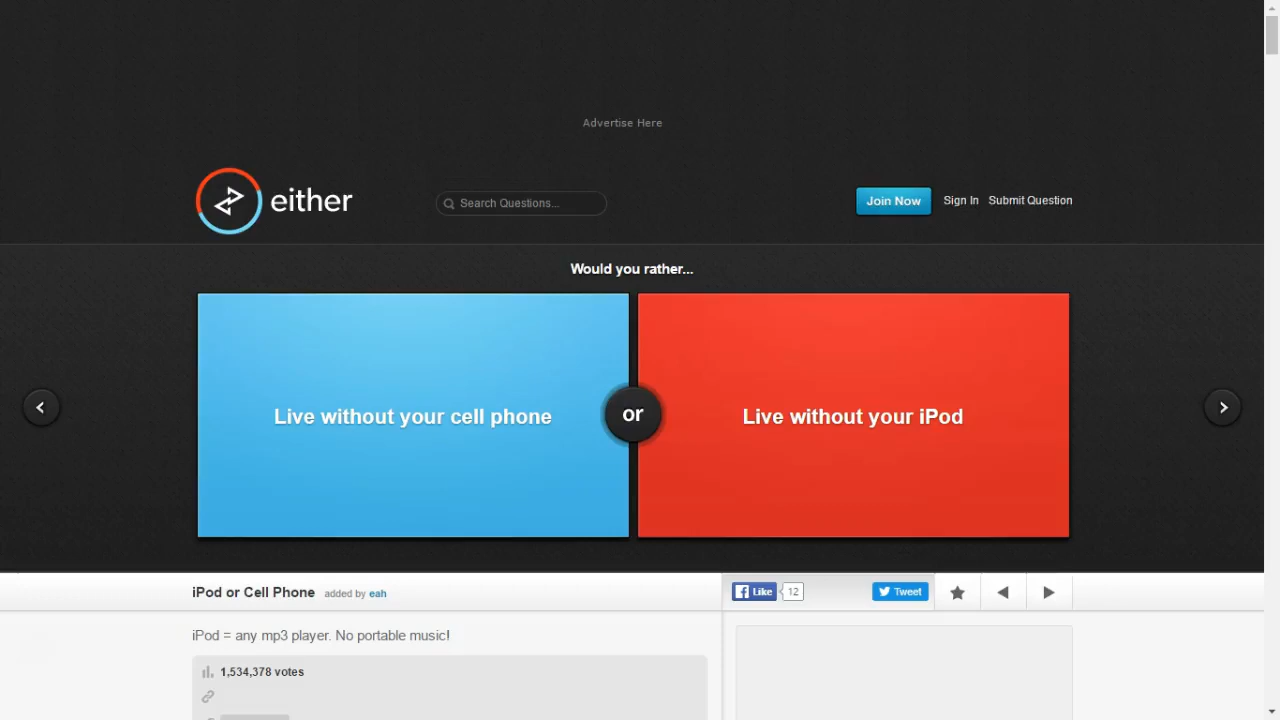 Advertise Here
either
Search Questions...
Join Now
Sign In
Submit Question
Would you rather...
Live without your cell phone
or
Live without your iPod
iPod or Cell Phone added by eah
Like
12
Tweet
iPod = any mp3 player. No portable music!
1,534,378 votes